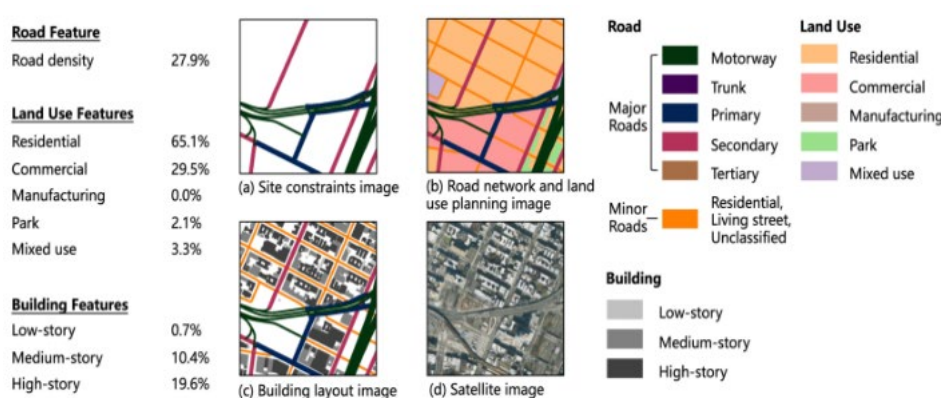 Road Feature
Road density 27.9%
Land Use Features
Residential 65.1%
Commercial 29.5%
Manufacturing 0.0%
Park 2.1%
Mixed use 3.3%
Building Features
Low-story 0.7%
Medium-story 10.4%
High-story 19.6%
(a) Site constraints image
(b) Road network and land
use planning image
(c) Building layout image
(d) Satellite image
Road
Major
Roads
Motorway
Trunk
Primary
Secondary
Tertiary
Minor
Roads
Residential,
Living street,
Unclassified
Land Use
Residential
Commercial
Manufacturing
Park
Mixed use
Building
Low-story
Medium-story
High-story